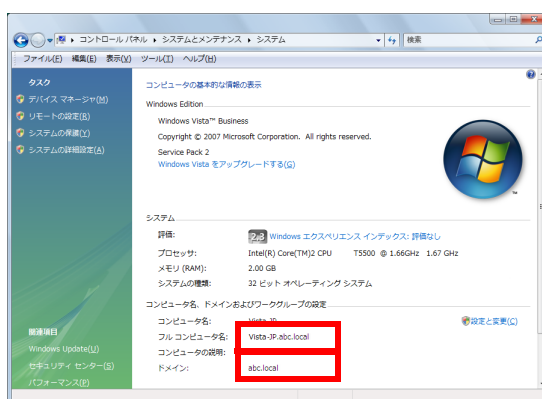 コントロール パネル ▸ システムとメンテナンス ▸ システム
検索
ファイル(F) 編集(E) 表示(V) ツール(T) ヘルプ(H)
タスク
デバイス マネージャ(M)
リモートの設定(R)
システムの保護(Y)
システムの詳細設定(A)
関連項目
Windows Update(U)
セキュリティ センター(S)
パフォーマンス(P)
コンピュータの基本的な情報の表示
Windows Edition
Windows Vista™ Business
Copyright © 2007 Microsoft Corporation. All rights reserved.
Service Pack 2
Windows Vista をアップグレードする(G)
システム
評価: 2.3 Windows エクスペリエンス インデックス: 評価なし
プロセッサ: Intel(R) Core(TM)2 CPU T5500 @ 1.66GHz 1.67 GHz
メモリ (RAM): 2.00 GB
システムの種類: 32 ビット オペレーティング システム
コンピュータ名、ドメインおよびワークグループの設定
コンピュータ名: Vista-JP
設定と変更(C)
フル コンピュータ名: Vista-JP.abc.local
コンピュータの説明:
ドメイン: abc.local